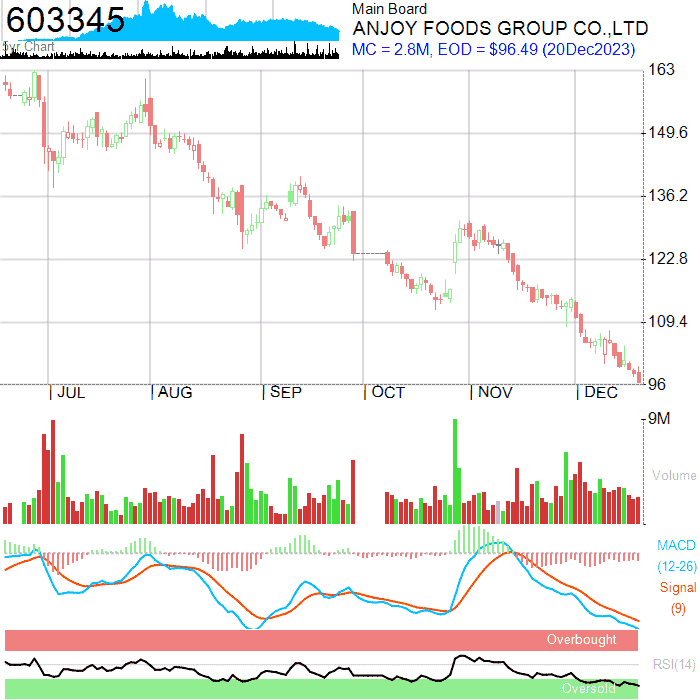 603345
5yr Chart
Main Board
ANJOY FOODS GROUP CO.,LTD
MC = 2.8M, EOD = $96.49 (20Dec2023)
163
149.6
136.2
122.8
109.4
96
JUL AUG SEP OCT NOV DEC
9M
Volume
MACD
(12-26)
Signal
(9)
Overbought
RSI(14)
Oversold